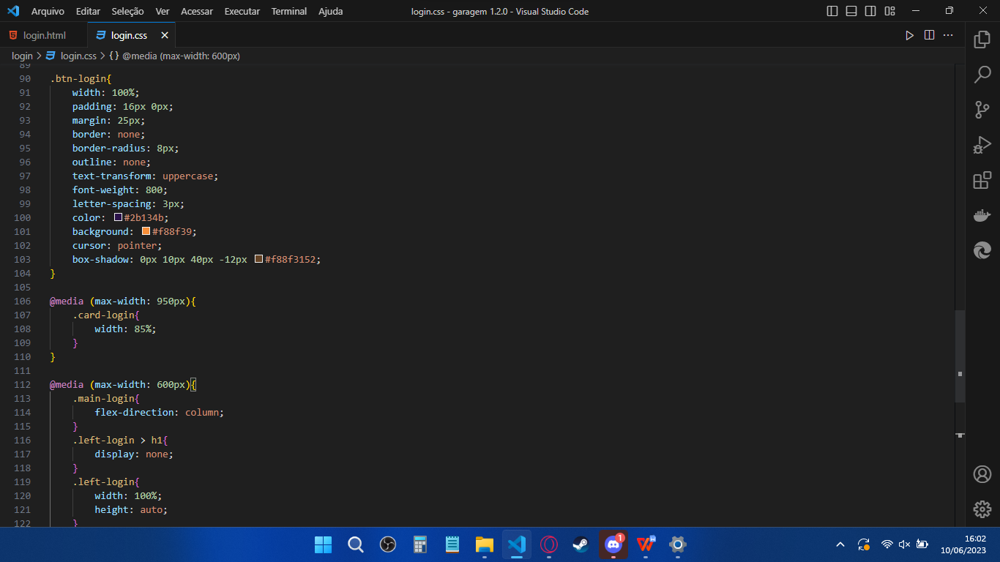 Arquivo Editar Seleção Ver Acessar Executar Terminal Ajuda login.css - garagem 1.2.0 - Visual Studio Code
login.html login.css
login > login.css > {} @media (max-width: 600px)
89
90 .btn-login{
91 width: 100%;
92 padding: 16px 0px;
93 margin: 25px;
94 border: none;
95 border-radius: 8px;
96 outline: none;
97 text-transform: uppercase;
98 font-weight: 800;
99 letter-spacing: 3px;
100 color: #2b134b;
101 background: #f88f39;
102 cursor: pointer;
103 box-shadow: 0px 10px 40px -12px #f88f3152;
104 }
105
106 @media (max-width: 950px){
107 .card-login{
108 width: 85%;
109 }
110 }
111
112 @media (max-width: 600px){
113 .main-login{
114 flex-direction: column;
115 }
116 .left-login > h1{
117 display: none;
118 }
119 .left-login{
120 width: 100%;
121 height: auto;
122 }
1
16:02
10/06/2023